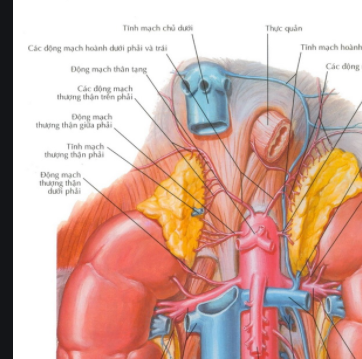 Tĩnh mạch chủ dưới
Thực quản
Các động mạch hoành dưới phải và trái
Tĩnh mạch hoành
Động mạch thân tạng
Các động
Các động mạch
thượng thận trên phải
Động mạch
thượng thận giữa phải
Tĩnh mạch
thượng thận phải
Động mạch
thượng thận
dưới phải